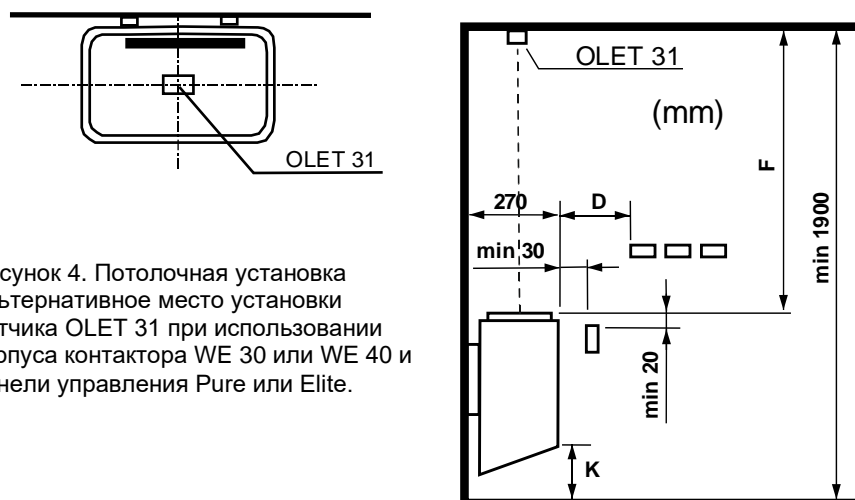 OLET 31
сунок 4. Потолочная установка
ьтернативное место установки
тчика OLET 31 при использовании
опуса контактора WE 30 или WE 40 и
нели управления Pure или Elite.
OLET 31
(mm)
F
min 1900
270
D
min 30
min 20
K